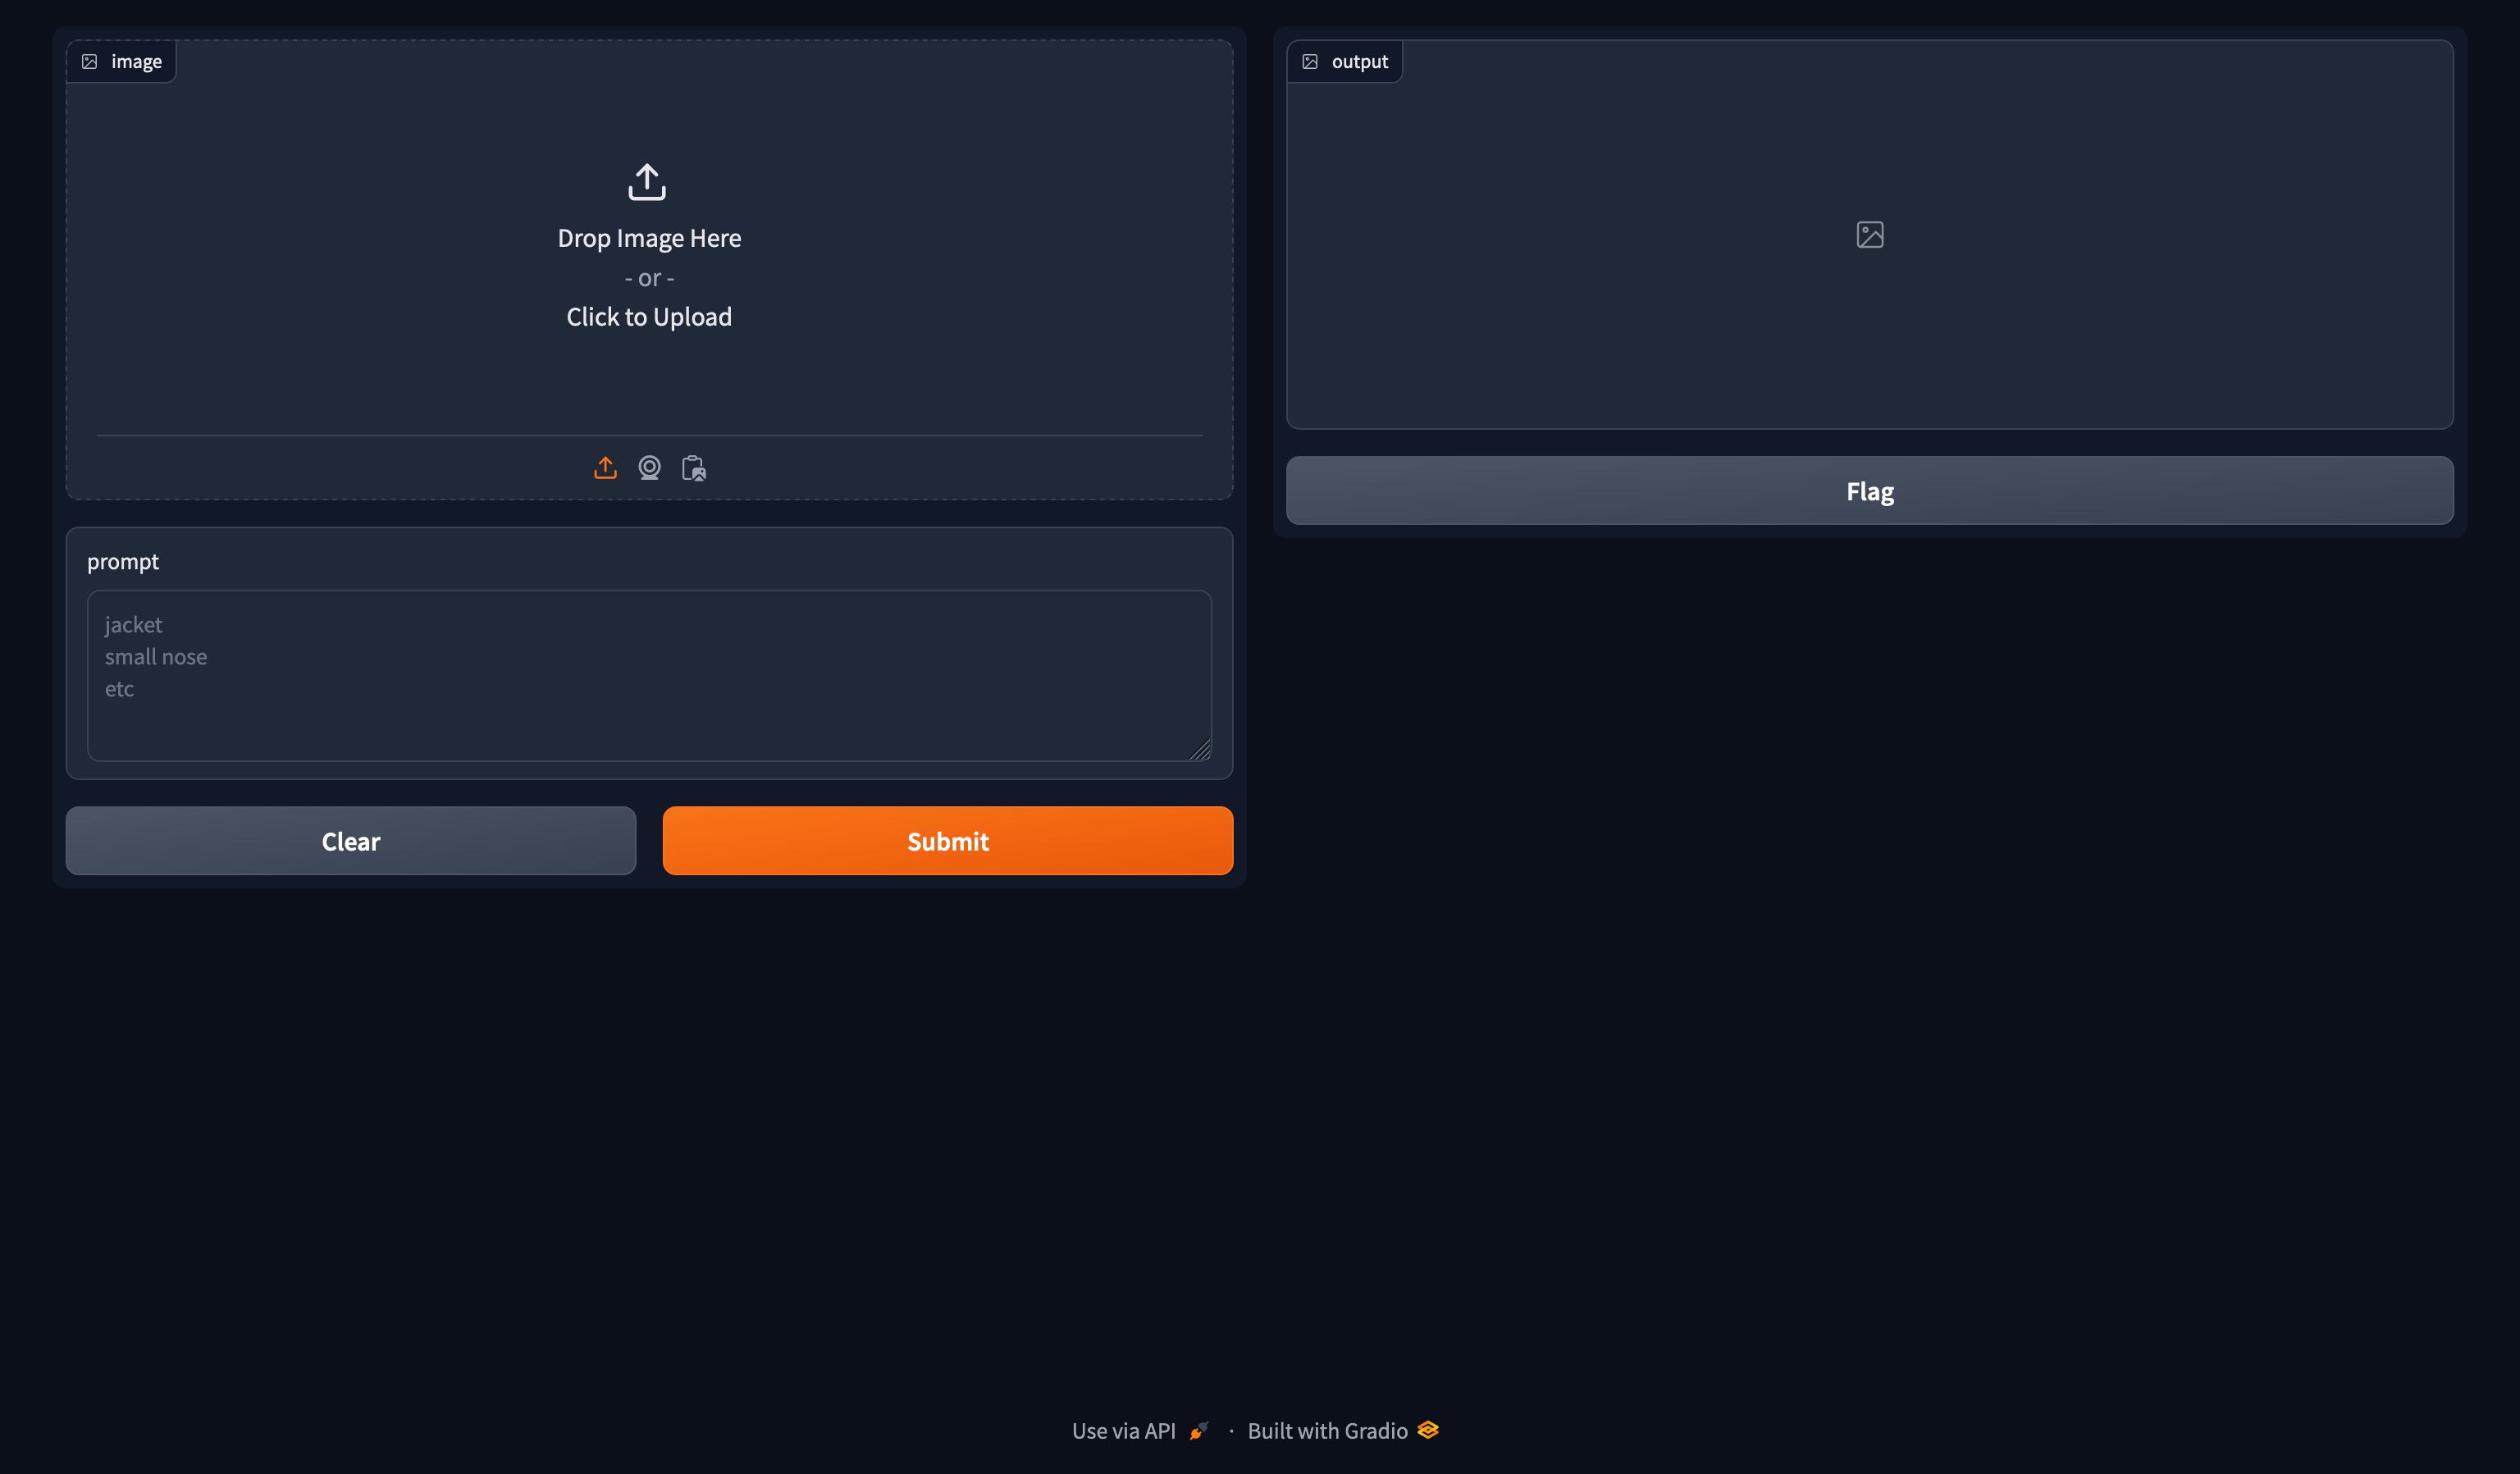 image
Drop Image Here
- or -
Click to Upload
prompt
jacket
small nose
etc
Clear
Submit
output
Flag
Use via API · Built with Gradio